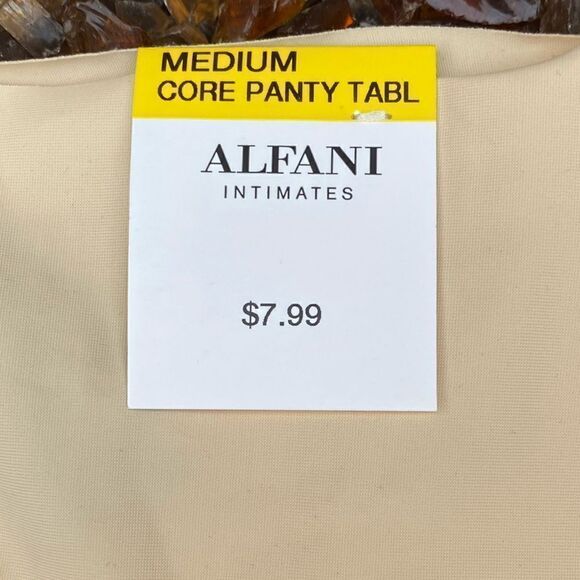 MEDIUM
CORE PANTY TABL
ALFANI
INTIMATES
$7.99